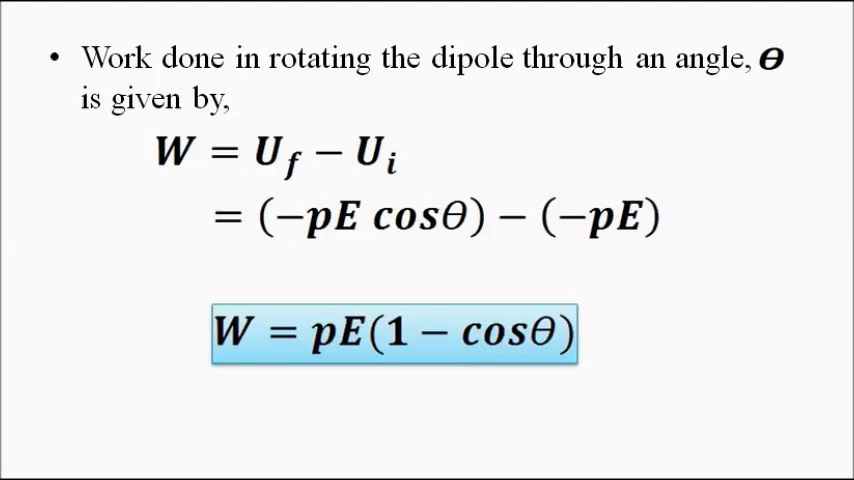 • Work done in rotating the dipole through an angle, θ
is given by,
W = U_f − U_i
= (−pE cosθ) − (−pE)
W = pE(1 − cosθ)